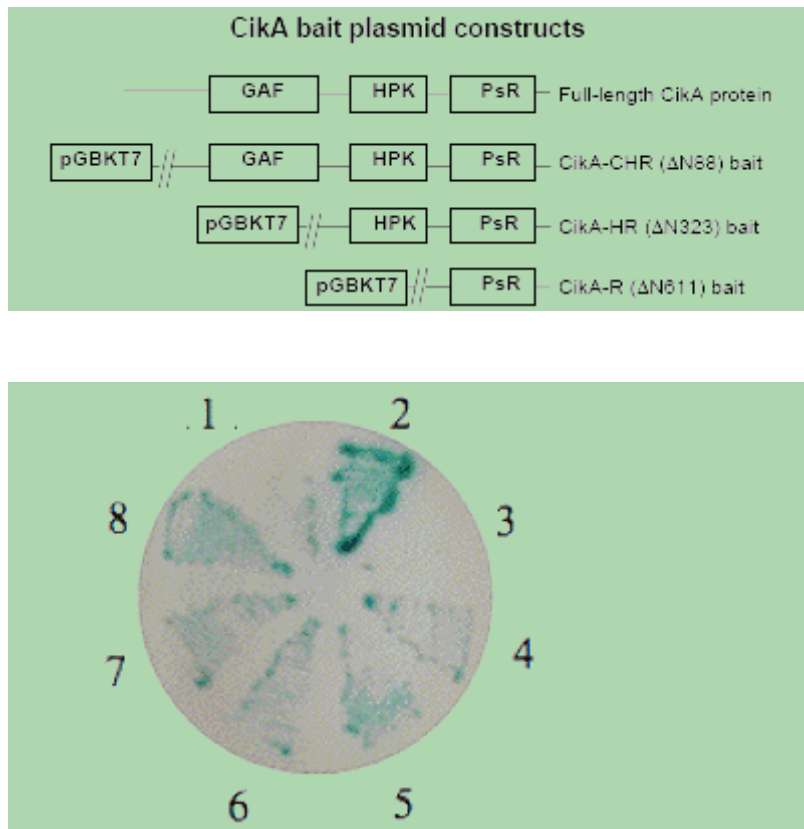 CikA bait plasmid constructs
GAF HPK PsR Full-length CikA protein
pGBKT7 GAF HPK PsR CikA-CHR (ΔN88) bait
pGBKT7 HPK PsR CikA-HR (ΔN323) bait
pGBKT7 PsR CikA-R (ΔN611) bait
1 2
8 3
7 4
6 5